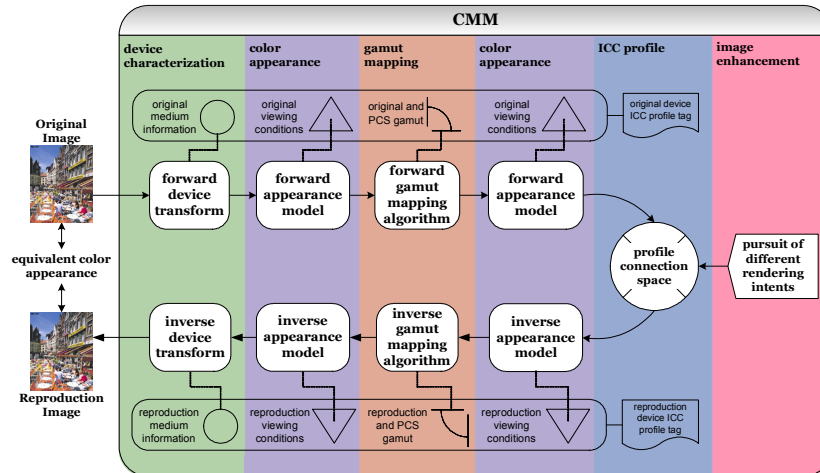 CMM
device
characterization
color
appearance
gamut
mapping
color
appearance
ICC profile
image
enhancement
original
medium
information
original
viewing
conditions
original and
PCS gamut
original
viewing
conditions
original device
ICC profile tag
Original
Image
forward
device
transform
forward
appearance
model
forward
gamut
mapping
algorithm
forward
appearance
model
equivalent color
appearance
profile
connection
space
pursuit of
different
rendering
intents
inverse
device
transform
inverse
appearance
model
inverse
gamut
mapping
algorithm
inverse
appearance
model
Reproduction
Image
reproduction
medium
information
reproduction
viewing
conditions
reproduction
and PCS
gamut
reproduction
viewing
conditions
reproduction
device ICC
profile tag